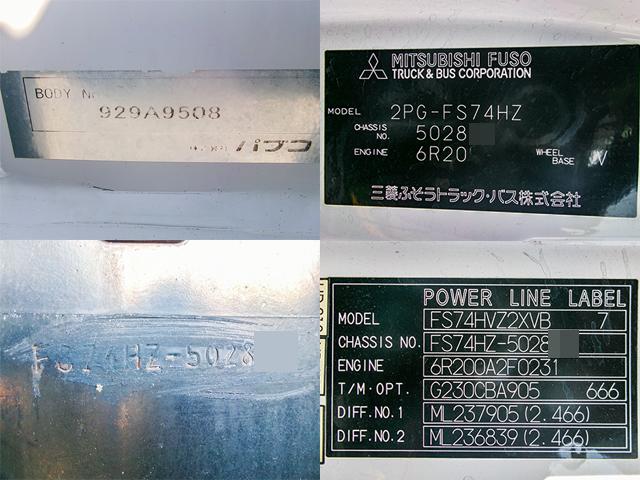 BODY No
929A9508
パブコ
MITSUBISHI FUSO
TRUCK & BUS CORPORATION
MODEL 2PG-FS74HZ
CHASSIS NO. 5028
ENGINE 6R20 WHEEL BASE V
三菱ふそうトラック・バス株式会社
FS74HZ-5028
POWER LINE LABEL
MODEL FS74HVZ2XVB 7
CHASSIS NO. FS74HZ-5028
ENGINE 6R200A2F0231
T/M・OPT. G230CBA905 666
DIFF.NO.1 ML237905(2.466)
DIFF.NO.2 ML236839(2.466)